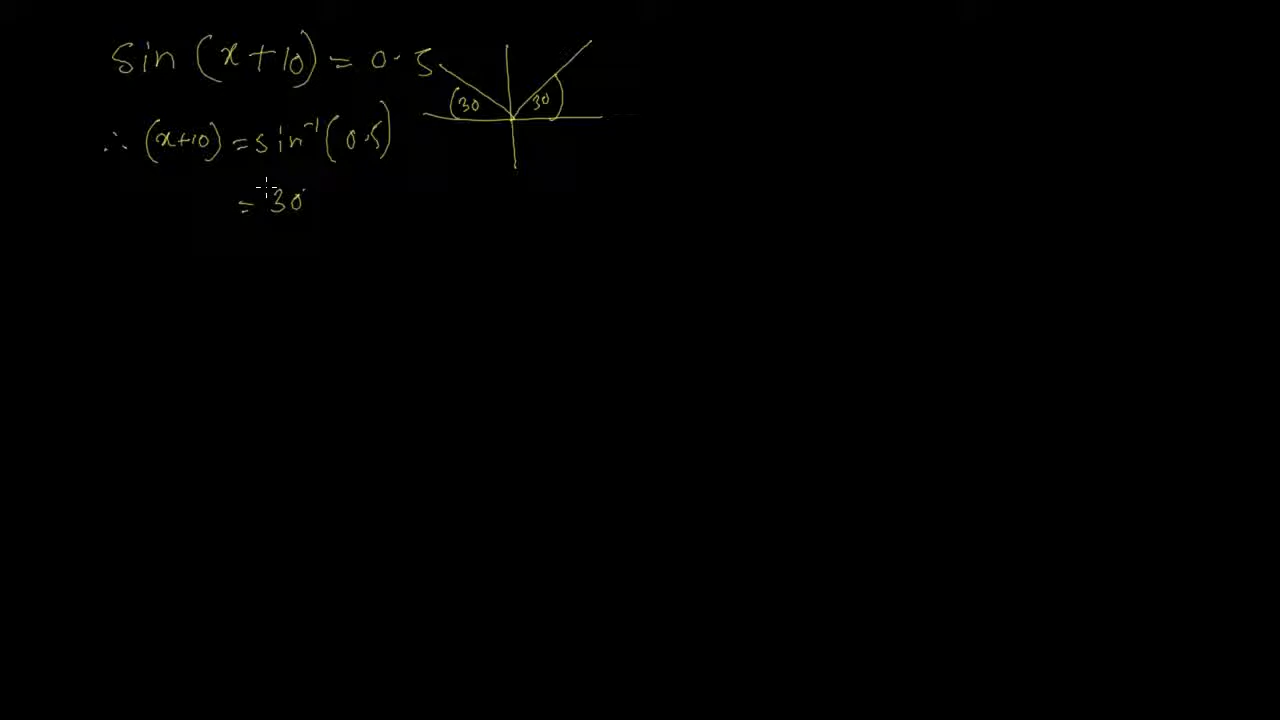 sin (x+10) = 0.5
30 30
∴ (x+10) = sin⁻¹(0.5)
= 30